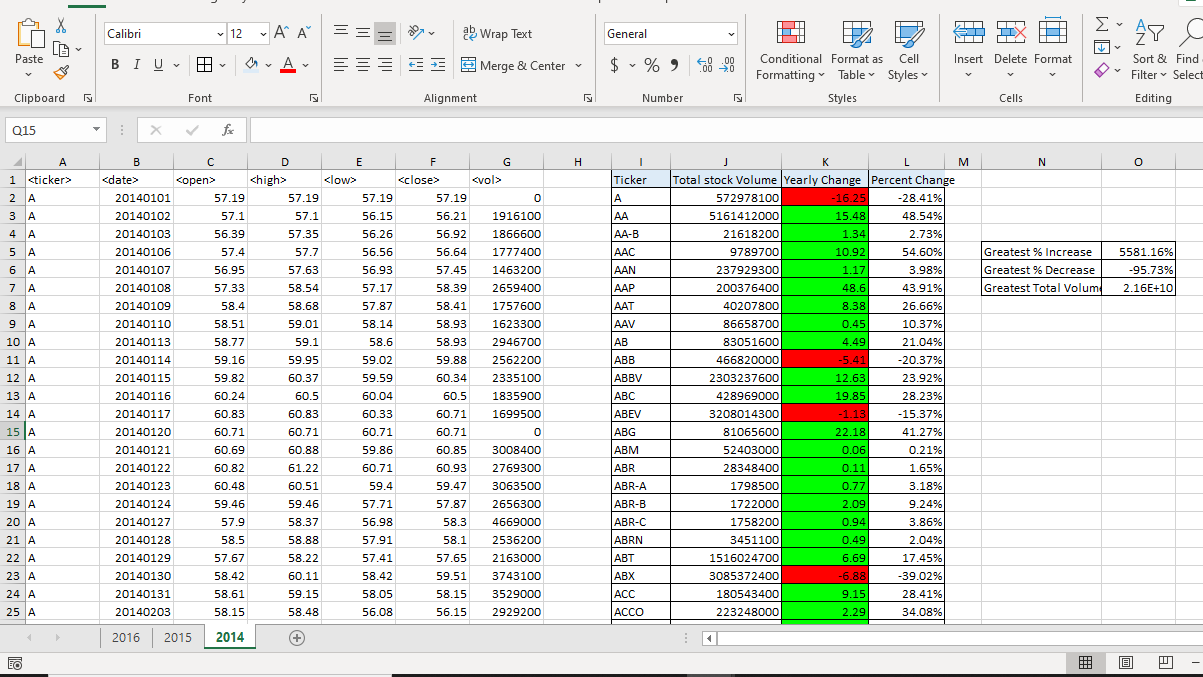 Calibri 12 A A ab Wrap Text General
Paste B I U A Merge & Center $ % 9 Conditional Formatting Format as Table Cell Styles Insert Delete Format Sort & Filter Find Select
Clipboard Font Alignment Number Styles Cells Editing
Q15 fx
A B C D E F G H I J K L M N O
1 <ticker> <date> <open> <high> <low> <close> <vol> Ticker Total stock Volume Yearly Change Percent Change
2 A 20140101 57.19 57.19 57.19 57.19 0 A 572978100 -16.25 -28.41%
3 A 20140102 57.1 57.1 56.15 56.21 1916100 AA 5161412000 15.48 48.54%
4 A 20140103 56.39 57.35 56.26 56.92 1866600 AA-B 21618200 1.34 2.73%
5 A 20140106 57.4 57.7 56.56 56.64 1777400 AAC 9789700 10.92 54.60% Greatest % Increase 5581.16%
6 A 20140107 56.95 57.63 56.93 57.45 1463200 AAN 237929300 1.17 3.98% Greatest % Decrease -95.73%
7 A 20140108 57.33 58.54 57.17 58.39 2659400 AAP 200376400 48.6 43.91% Greatest Total Volume 2.16E+10
8 A 20140109 58.4 58.68 57.87 58.41 1757600 AAT 40207800 8.38 26.66%
9 A 20140110 58.51 59.01 58.14 58.93 1623300 AAV 86658700 0.45 10.37%
10 A 20140113 58.77 59.1 58.6 58.93 2946700 AB 83051600 4.49 21.04%
11 A 20140114 59.16 59.95 59.02 59.88 2562200 ABB 466820000 -5.41 -20.37%
12 A 20140115 59.82 60.37 59.59 60.34 2335100 ABBV 2303237600 12.63 23.92%
13 A 20140116 60.24 60.5 60.04 60.5 1835900 ABC 428969000 19.85 28.23%
14 A 20140117 60.83 60.83 60.33 60.71 1699500 ABEV 3208014300 -1.13 -15.37%
15 A 20140120 60.71 60.71 60.71 60.71 0 ABG 81065600 22.18 41.27%
16 A 20140121 60.69 60.88 59.86 60.85 3008400 ABM 52403000 0.06 0.21%
17 A 20140122 60.82 61.22 60.71 60.93 2769300 ABR 28348400 0.11 1.65%
18 A 20140123 60.48 60.51 59.4 59.47 3063500 ABR-A 1798500 0.77 3.18%
19 A 20140124 59.46 59.46 57.71 57.87 2656300 ABR-B 1722000 2.09 9.24%
20 A 20140127 57.9 58.37 56.98 58.3 4669000 ABR-C 1758200 0.94 3.86%
21 A 20140128 58.5 58.88 57.91 58.1 2536200 ABRN 3451100 0.49 2.04%
22 A 20140129 57.67 58.22 57.41 57.65 2163000 ABT 1516024700 6.69 17.45%
23 A 20140130 58.42 60.11 58.42 59.51 3743100 ABX 3085372400 -6.88 -39.02%
24 A 20140131 58.61 59.15 58.05 58.15 3529000 ACC 180543400 9.15 28.41%
25 A 20140203 58.15 58.48 56.08 56.15 2929200 ACCO 223248000 2.29 34.08%
2016 2015 2014